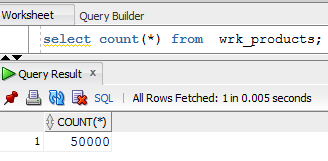 Worksheet Query Builder
select count(*) from  wrk_products;
Query Result x
SQL | All Rows Fetched: 1 in 0.005 seconds
COUNT(*)
1 50000